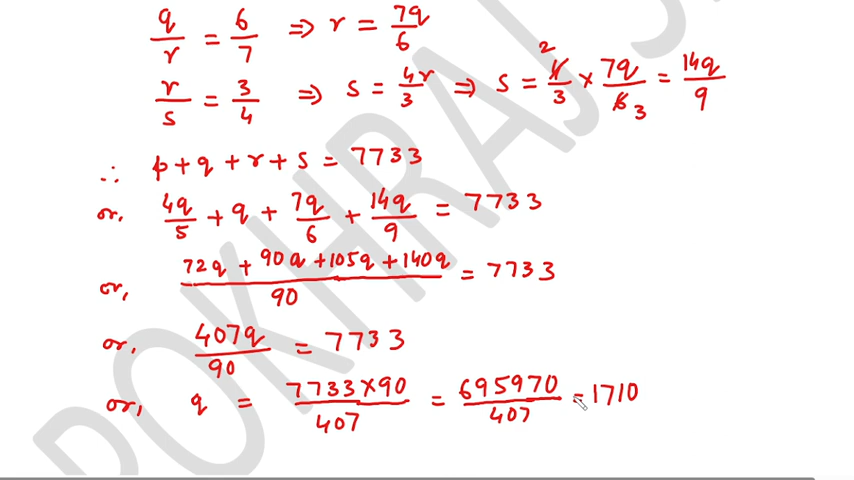 q/r = 6/7 ⇒ r = 7q/6
r/s = 3/4 ⇒ s = 4r/3 ⇒ s = 4̸ 2/3 × 7q/6̸ 3 = 14q/9
∴ p + q + r + s = 7733
or, 4q/5 + q + 7q/6 + 14q/9 = 7733
or, (72q + 90q + 105q + 140q)/90 = 7733
or, 407q/90 = 7733
or, q = 7733×90/407 = 695970/407 = 1710
POKHRAJ S